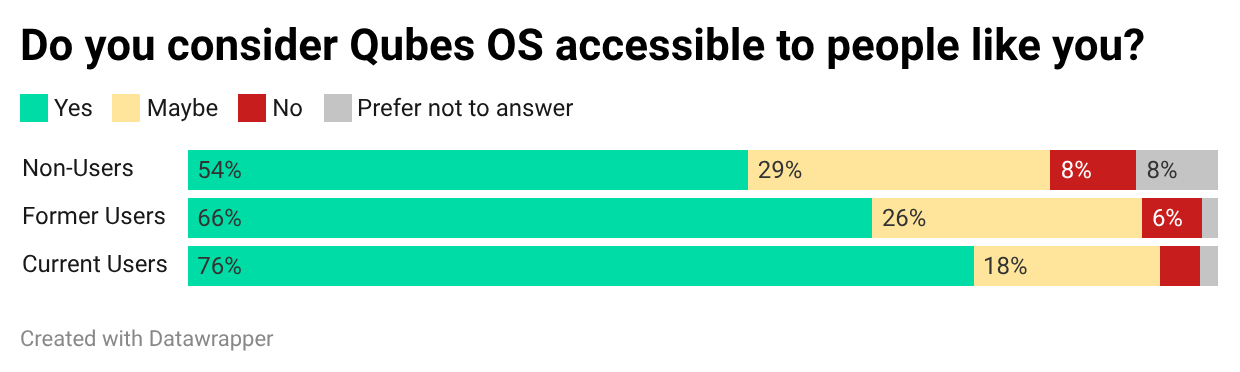 Do you consider Qubes OS accessible to people like you?
Yes Maybe No Prefer not to answer
Non-Users 54% 29% 8% 8%
Former Users 66% 26% 6%
Current Users 76% 18%
Created with Datawrapper